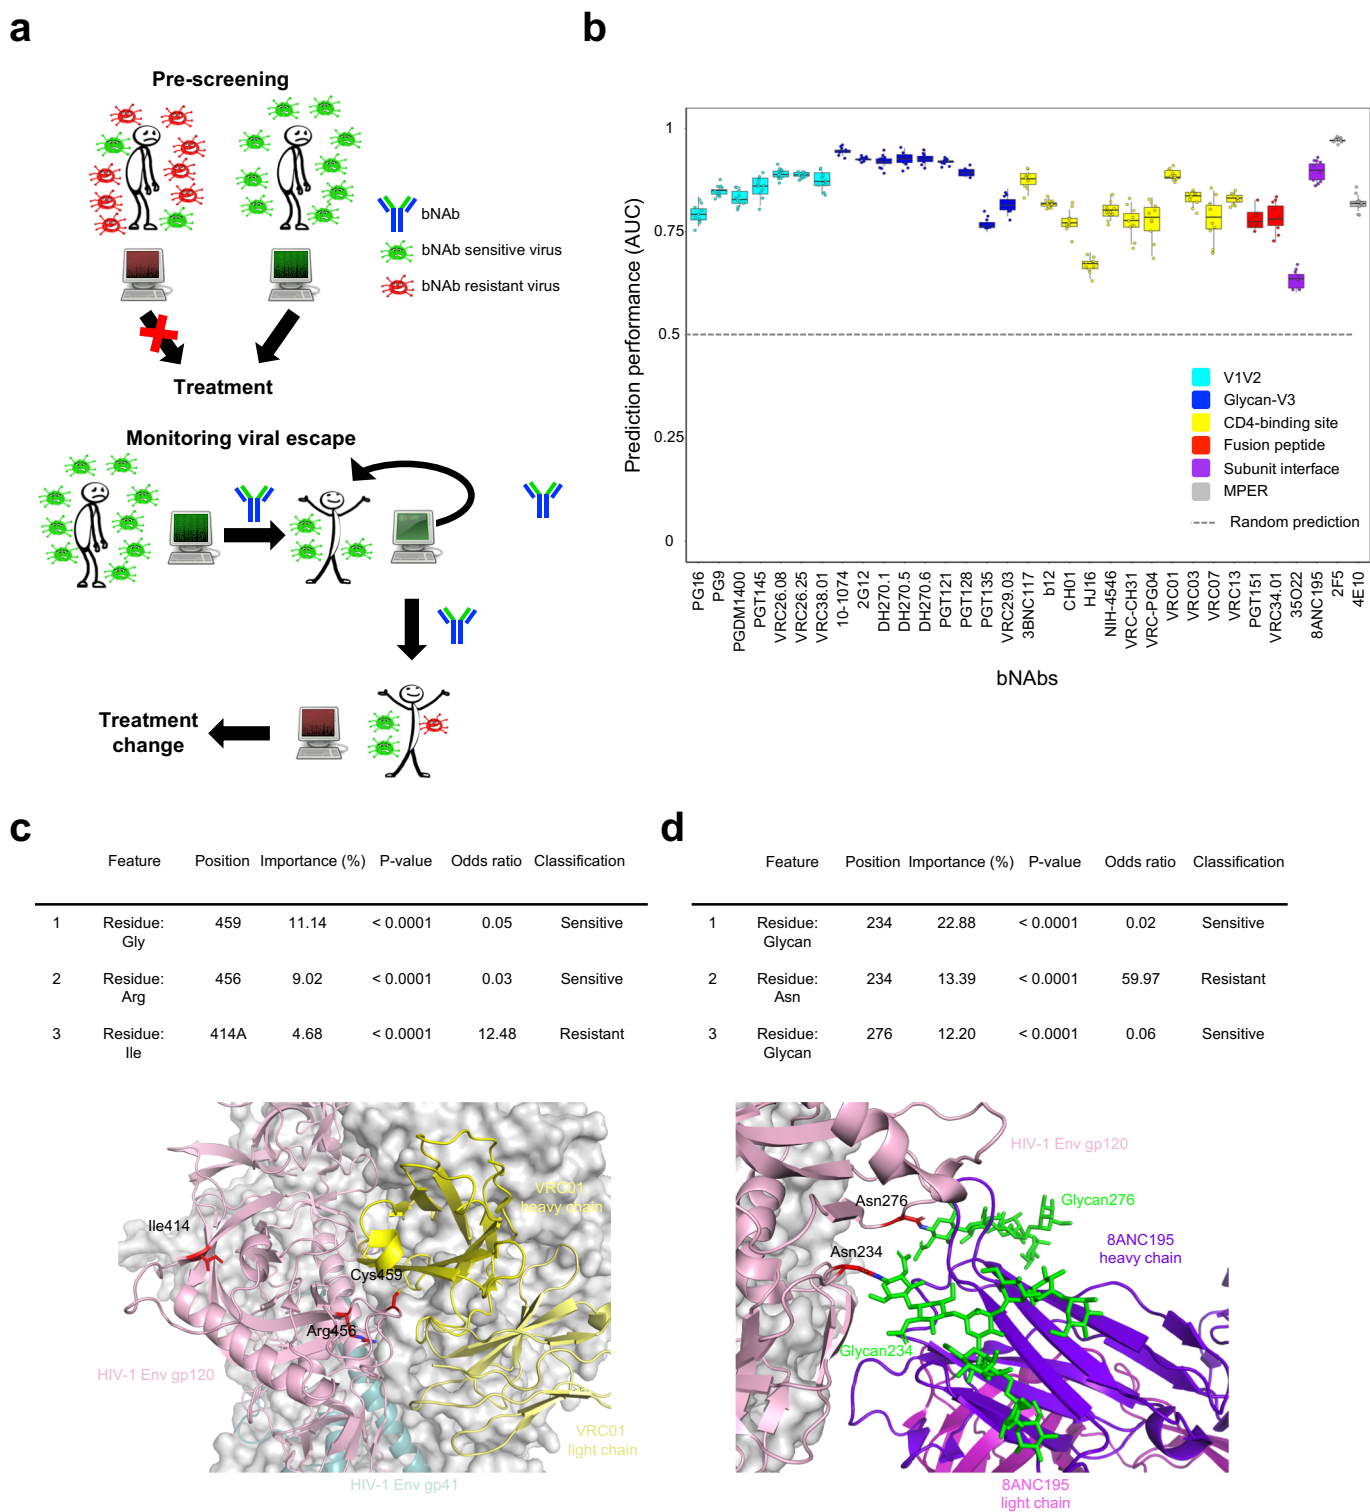 a
Pre-screening
bNAb
bNAb sensitive virus
bNAb resistant virus
Treatment
Monitoring viral escape
Treatment
change
b
Prediction performance (AUC)
1
0.75
0.5
0.25
0
V1V2
Glycan-V3
CD4-binding site
Fusion peptide
Subunit interface
MPER
Random prediction
PG16
PG9
PGDM1400
PGT145
VRC26.08
VRC26.25
VRC38.01
10-1074
2G12
DH270.1
DH270.5
DH270.6
PGT121
PGT128
PGT135
VRC29.03
3BNC117
b12
CH01
HJ16
NIH-4546
VRC-CH31
VRC-PG04
VRC01
VRC03
VRC07
VRC13
PGT151
VRC34.01
35O22
8ANC195
2F5
4E10
bNAbs
c
Feature Position Importance (%) P-value Odds ratio Classification
1 Residue: 459 11.14 < 0.0001 0.05 Sensitive
Gly
2 Residue: 456 9.02 < 0.0001 0.03 Sensitive
Arg
3 Residue: 414A 4.68 < 0.0001 12.48 Resistant
Ile
VRC01
heavy chain
Ile414
Cys459
Arg456
HIV-1 Env gp120
VRC01
light chain
HIV-1 Env gp41
d
Feature Position Importance (%) P-value Odds ratio Classification
1 Residue: 234 22.88 < 0.0001 0.02 Sensitive
Glycan
2 Residue: 234 13.39 < 0.0001 59.97 Resistant
Asn
3 Residue: 276 12.20 < 0.0001 0.06 Sensitive
Glycan
HIV-1 Env gp120
Asn276
Glycan276
Asn234
8ANC195
heavy chain
Glycan234
8ANC195
light chain